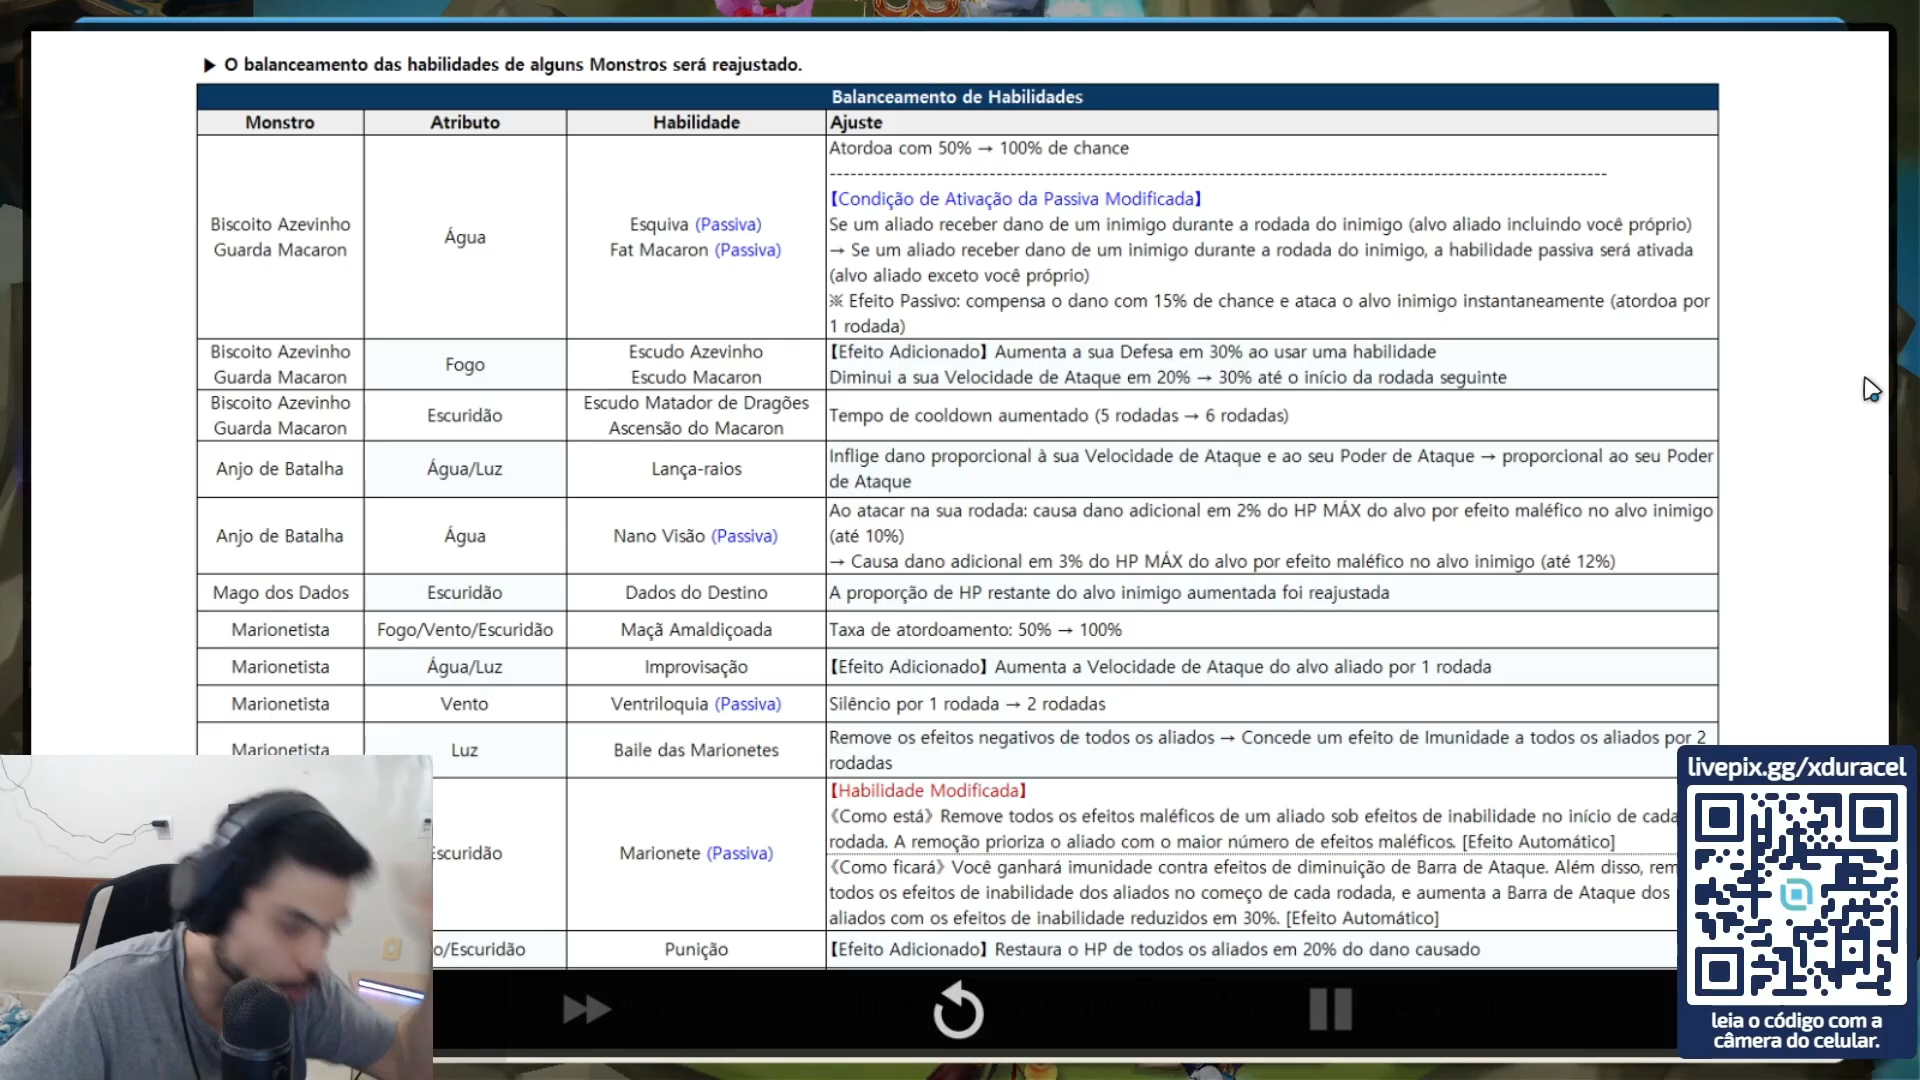 ▶ O balanceamento das habilidades de alguns Monstros será reajustado.
Balanceamento de Habilidades
Monstro Atributo Habilidade Ajuste
Biscoito Azevinho
Guarda Macaron
Água
Esquiva (Passiva)
Fat Macaron (Passiva)
Atordoa com 50% → 100% de chance
【Condição de Ativação da Passiva Modificada】
Se um aliado receber dano de um inimigo durante a rodada do inimigo (alvo aliado incluindo você próprio)
→ Se um aliado receber dano de um inimigo durante a rodada do inimigo, a habilidade passiva será ativada
(alvo aliado exceto você próprio)
※ Efeito Passivo: compensa o dano com 15% de chance e ataca o alvo inimigo instantaneamente (atordoa por
1 rodada)
Biscoito Azevinho
Guarda Macaron
Fogo
Escudo Azevinho
Escudo Macaron
【Efeito Adicionado】 Aumenta a sua Defesa em 30% ao usar uma habilidade
Diminui a sua Velocidade de Ataque em 20% → 30% até o início da rodada seguinte
Biscoito Azevinho
Guarda Macaron
Escuridão
Escudo Matador de Dragões
Ascensão do Macaron
Tempo de cooldown aumentado (5 rodadas → 6 rodadas)
Anjo de Batalha
Água/Luz
Lança-raios
Inflige dano proporcional à sua Velocidade de Ataque e ao seu Poder de Ataque → proporcional ao seu Poder
de Ataque
Anjo de Batalha
Água
Nano Visão (Passiva)
Ao atacar na sua rodada: causa dano adicional em 2% do HP MÁX do alvo por efeito maléfico no alvo inimigo
(até 10%)
→ Causa dano adicional em 3% do HP MÁX do alvo por efeito maléfico no alvo inimigo (até 12%)
Mago dos Dados Escuridão Dados do Destino A proporção de HP restante do alvo inimigo aumentada foi reajustada
Marionetista Fogo/Vento/Escuridão Maçã Amaldiçoada Taxa de atordoamento: 50% → 100%
Marionetista Água/Luz Improvisação 【Efeito Adicionado】 Aumenta a Velocidade de Ataque do alvo aliado por 1 rodada
Marionetista Vento Ventriloquia (Passiva) Silêncio por 1 rodada → 2 rodadas
Marionetista Luz Baile das Marionetes
Remove os efeitos negativos de todos os aliados → Concede um efeito de Imunidade a todos os aliados por 2
rodadas
Escuridão
Marionete (Passiva)
【Habilidade Modificada】
《Como está》 Remove todos os efeitos maléficos de um aliado sob efeitos de inabilidade no início de cada
rodada. A remoção prioriza o aliado com o maior número de efeitos maléficos. [Efeito Automático]
《Como ficará》 Você ganhará imunidade contra efeitos de diminuição de Barra de Ataque. Além disso, rem
todos os efeitos de inabilidade dos aliados no começo de cada rodada, e aumenta a Barra de Ataque dos
aliados com os efeitos de inabilidade reduzidos em 30%. [Efeito Automático]
o/Escuridão Punição 【Efeito Adicionado】 Restaura o HP de todos os aliados em 20% do dano causado
livepix.gg/xduracel
leia o código com a
câmera do celular.